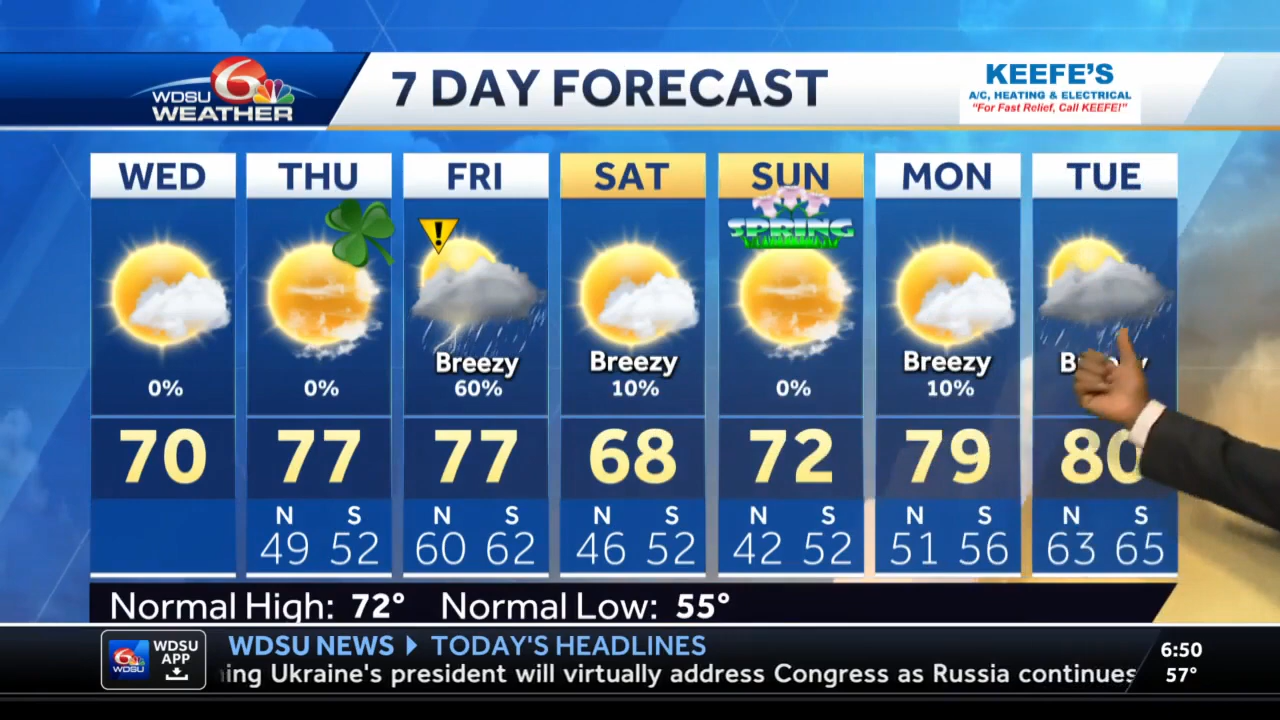 WDSU 6
WEATHER
7 DAY FORECAST
KEEFE'S
A/C, HEATING & ELECTRICAL
"For Fast Relief, Call KEEFE!"
WED THU FRI SAT SUN MON TUE
SPRING
!
Breezy Breezy Breezy
0% 0% 60% 10% 0% 10%
70 77 77 68 72 79 80
N S N S N S N S N S N S
49 52 60 62 46 52 42 52 51 56 63 65
Normal High: 72° Normal Low: 55°
6 WDSU
WDSU APP
WDSU NEWS TODAY'S HEADLINES
Ukraine's president will virtually address Congress as Russia continues
6:50
57°